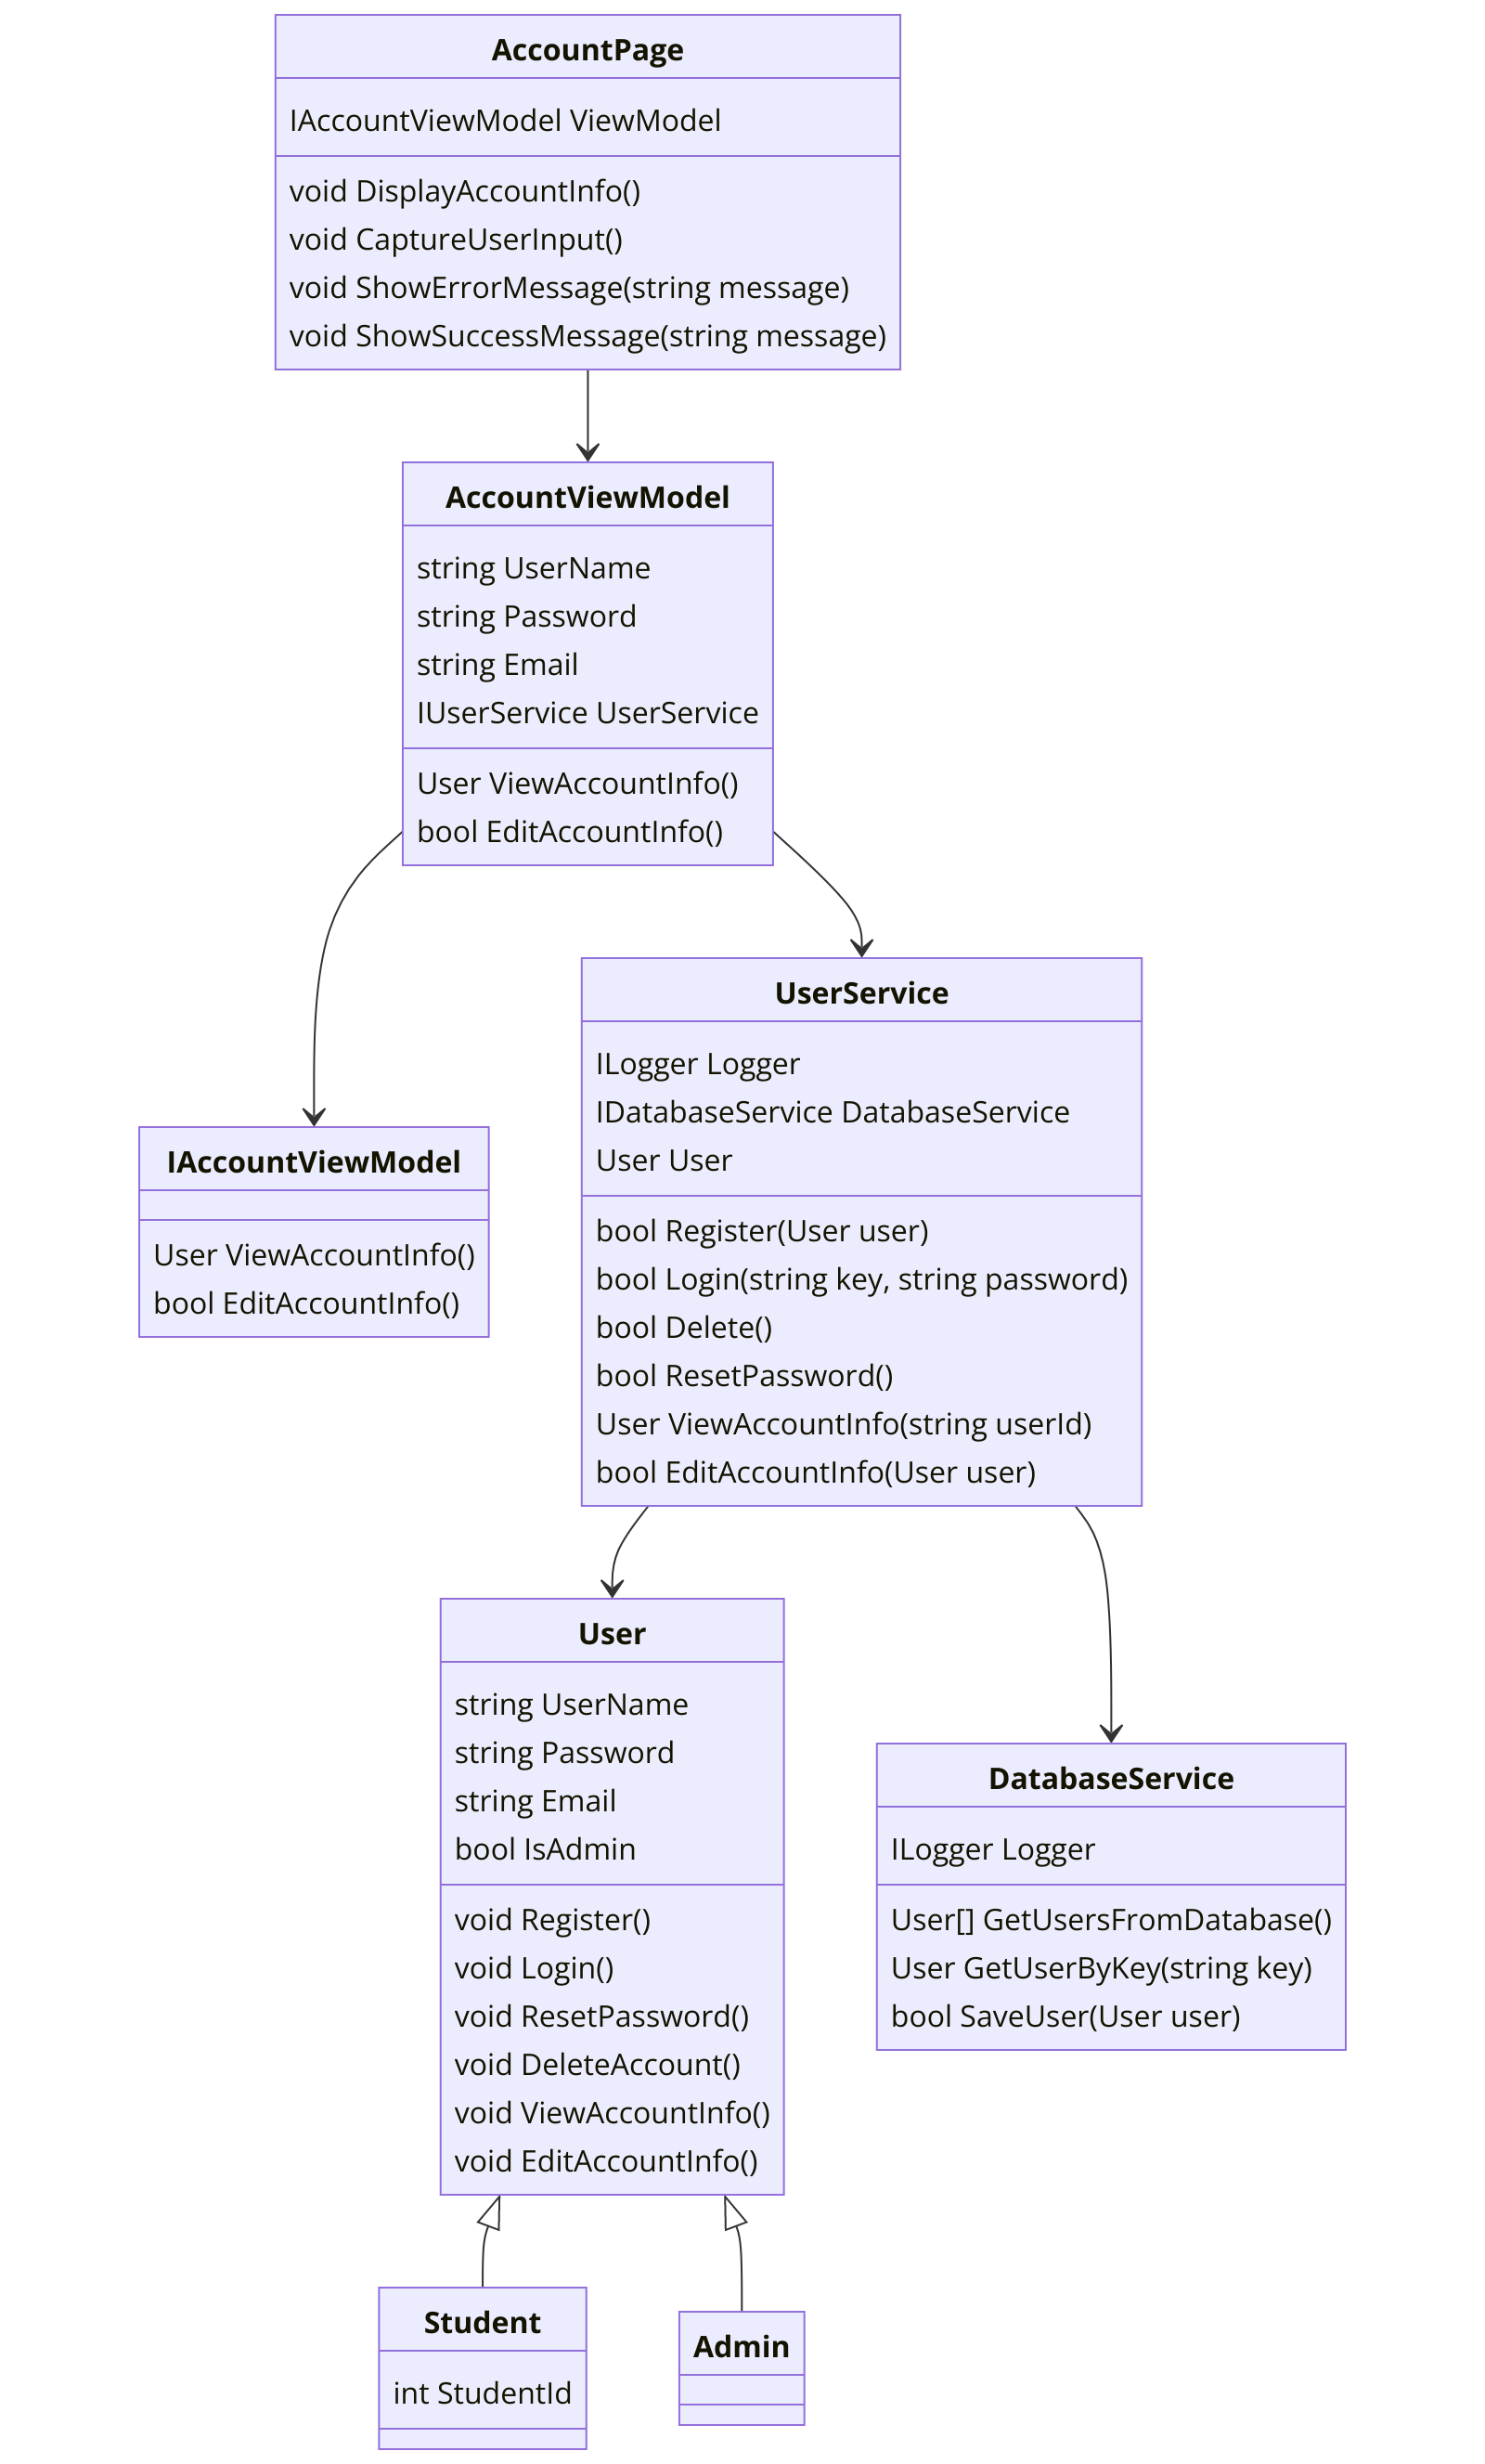 AccountPage
IAccountViewModel ViewModel
void DisplayAccountInfo()
void CaptureUserInput()
void ShowErrorMessage(string message)
void ShowSuccessMessage(string message)
AccountViewModel
string UserName
string Password
string Email
IUserService UserService
User ViewAccountInfo()
bool EditAccountInfo()
IAccountViewModel
User ViewAccountInfo()
bool EditAccountInfo()
UserService
ILogger Logger
IDatabaseService DatabaseService
User User
bool Register(User user)
bool Login(string key, string password)
bool Delete()
bool ResetPassword()
User ViewAccountInfo(string userId)
bool EditAccountInfo(User user)
User
string UserName
string Password
string Email
bool IsAdmin
void Register()
void Login()
void ResetPassword()
void DeleteAccount()
void ViewAccountInfo()
void EditAccountInfo()
DatabaseService
ILogger Logger
User[] GetUsersFromDatabase()
User GetUserByKey(string key)
bool SaveUser(User user)
Student
int StudentId
Admin